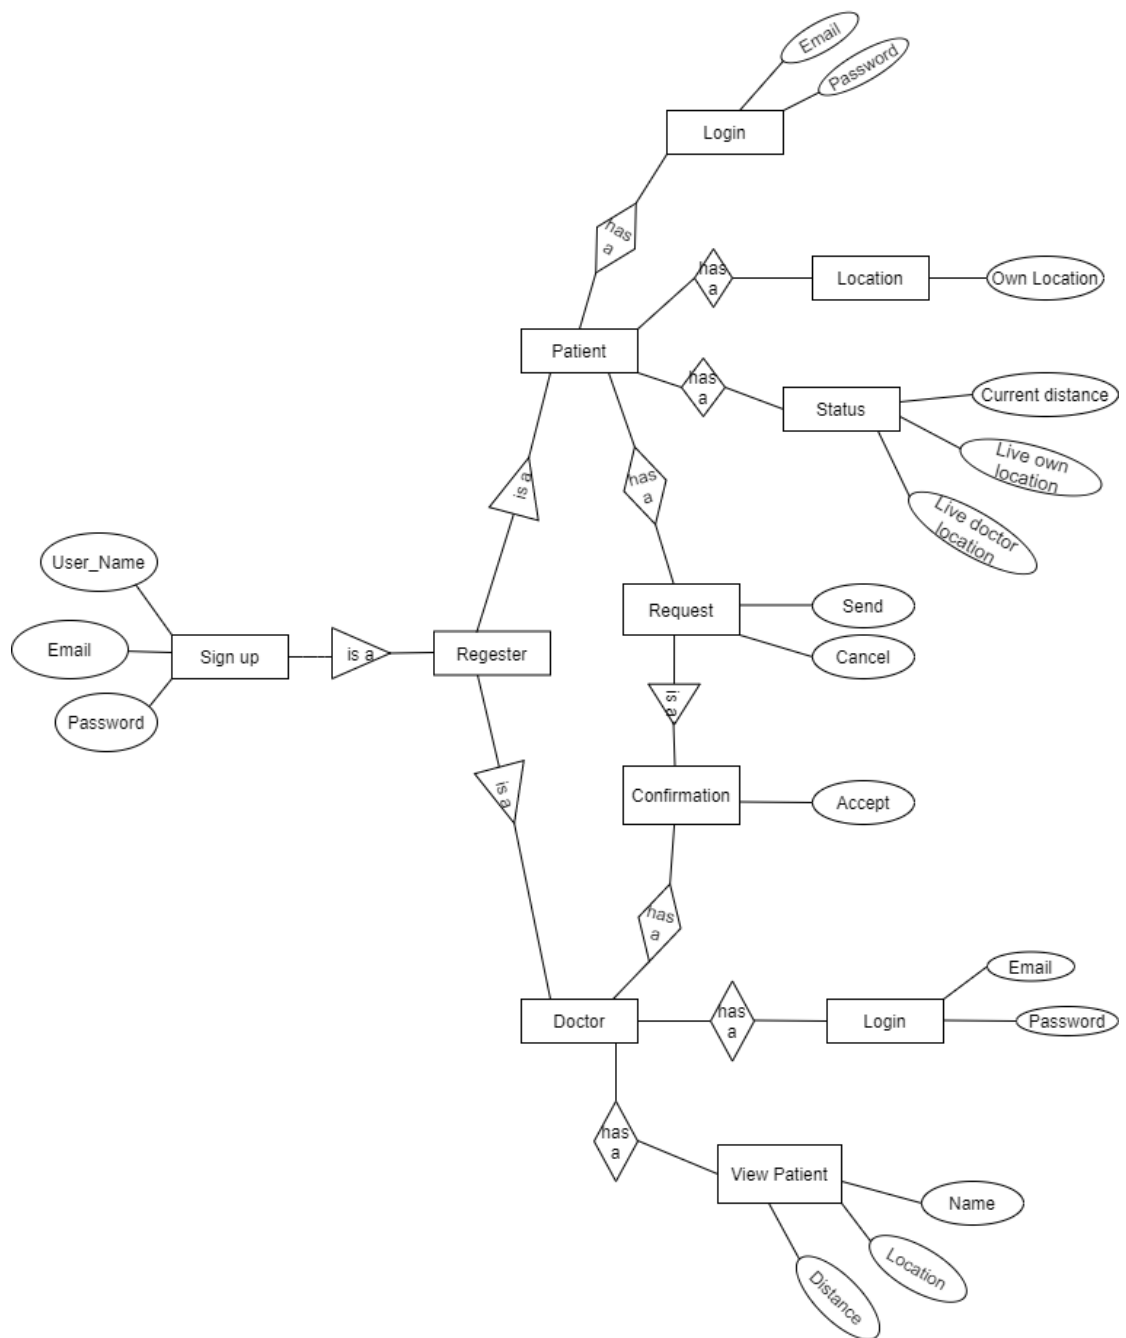 Email
Password
Login
has
a
has
a
Location
Own Location
Patient
has
a
Status
Current distance
Live own
location
Live doctor
location
is a
has
a
User_Name
Email
Password
Sign up
is a
Regester
Request
Send
Cancel
is a
is a
Confirmation
Accept
has
a
Doctor
has
a
Login
Email
Password
has
a
View Patient
Name
Location
Distance